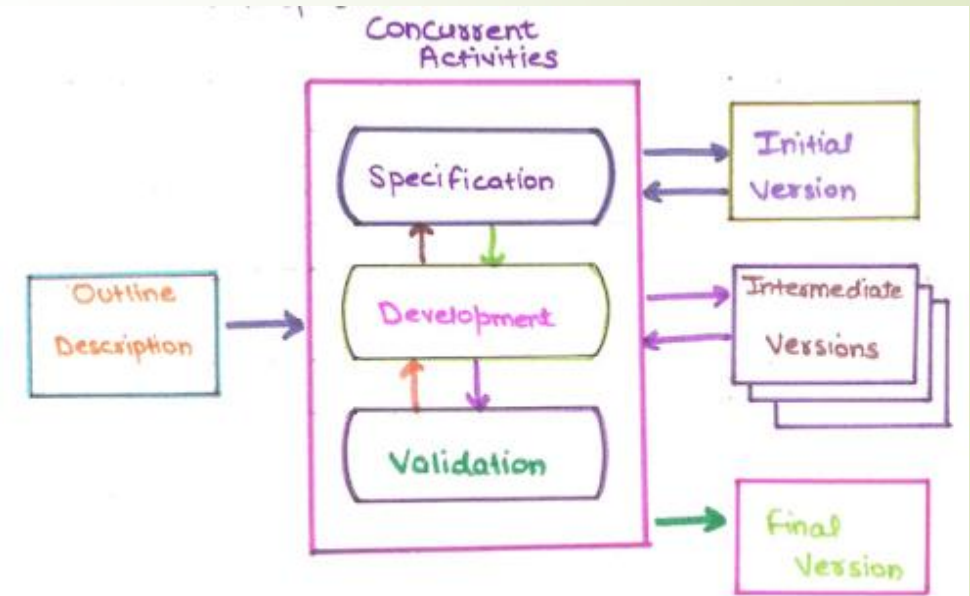 Concurrent
Activities
Specification
Initial
Version
Outline
Description
Development
Intermediate
Versions
Validation
Final
Version